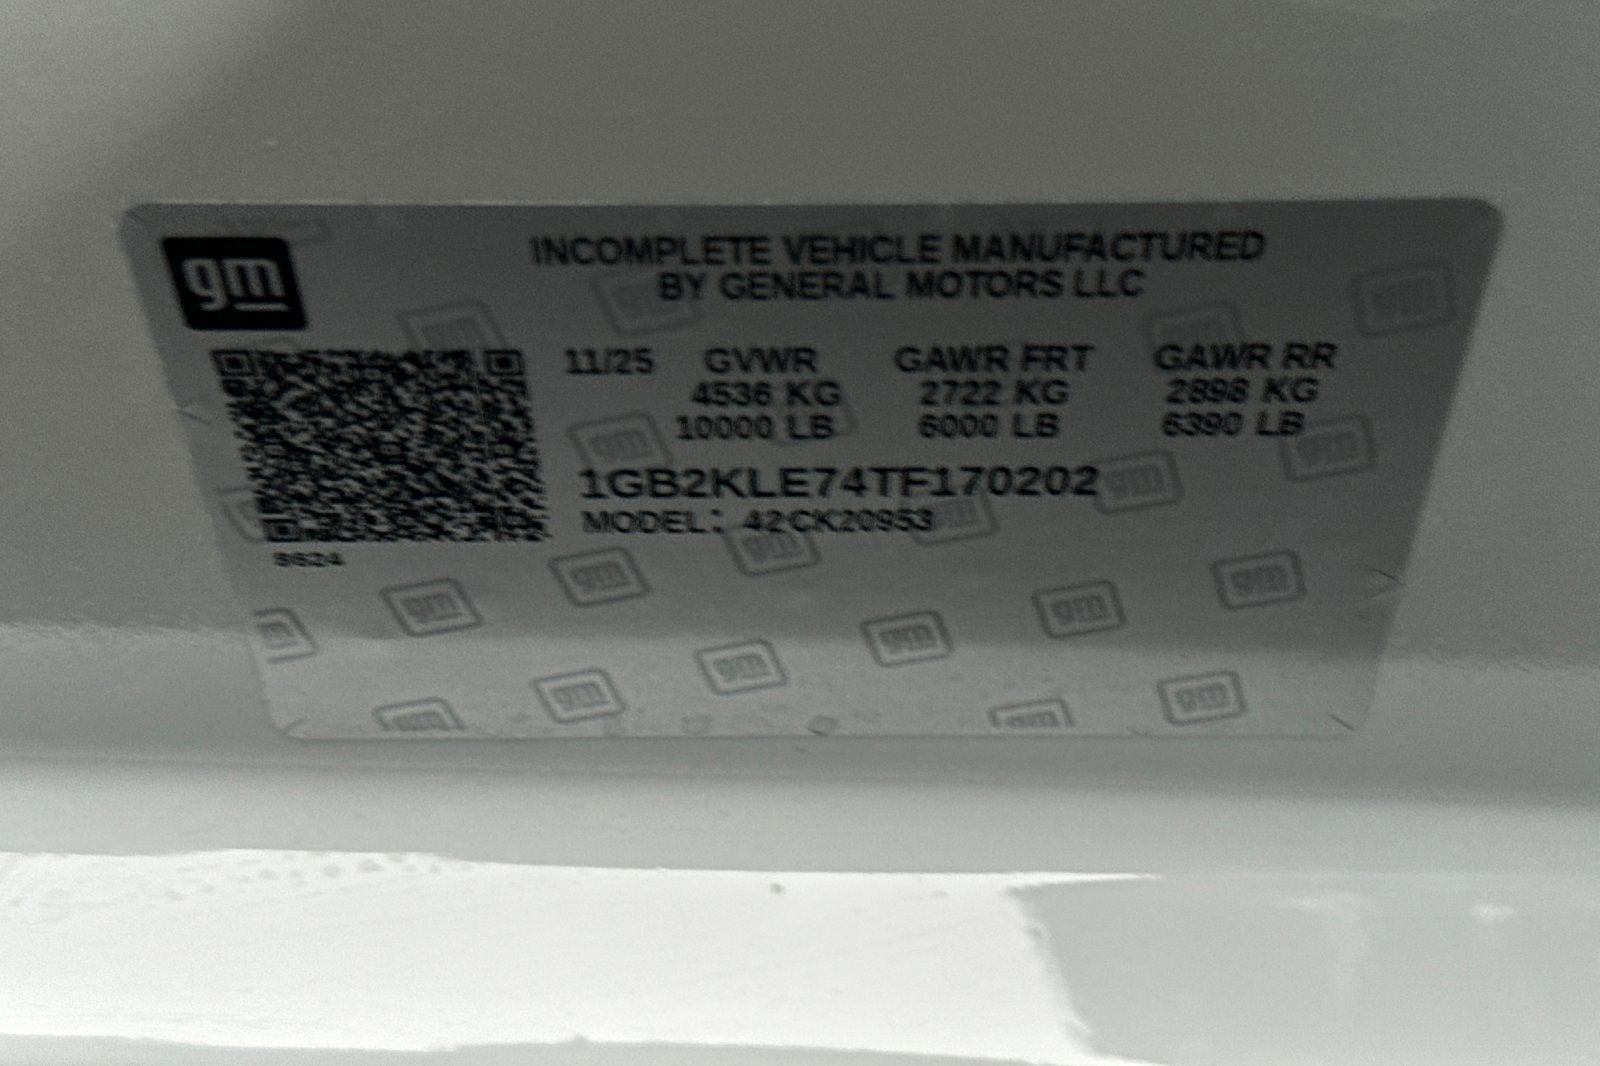 gm
INCOMPLETE VEHICLE MANUFACTURED
BY GENERAL MOTORS LLC
11/25 GVWR GAWR FRT GAWR RR
4536 KG 2722 KG 2898 KG
10000 LB 6000 LB 6390 LB
1GB2KLE74TF170202
MODEL: 42CK20953
8624